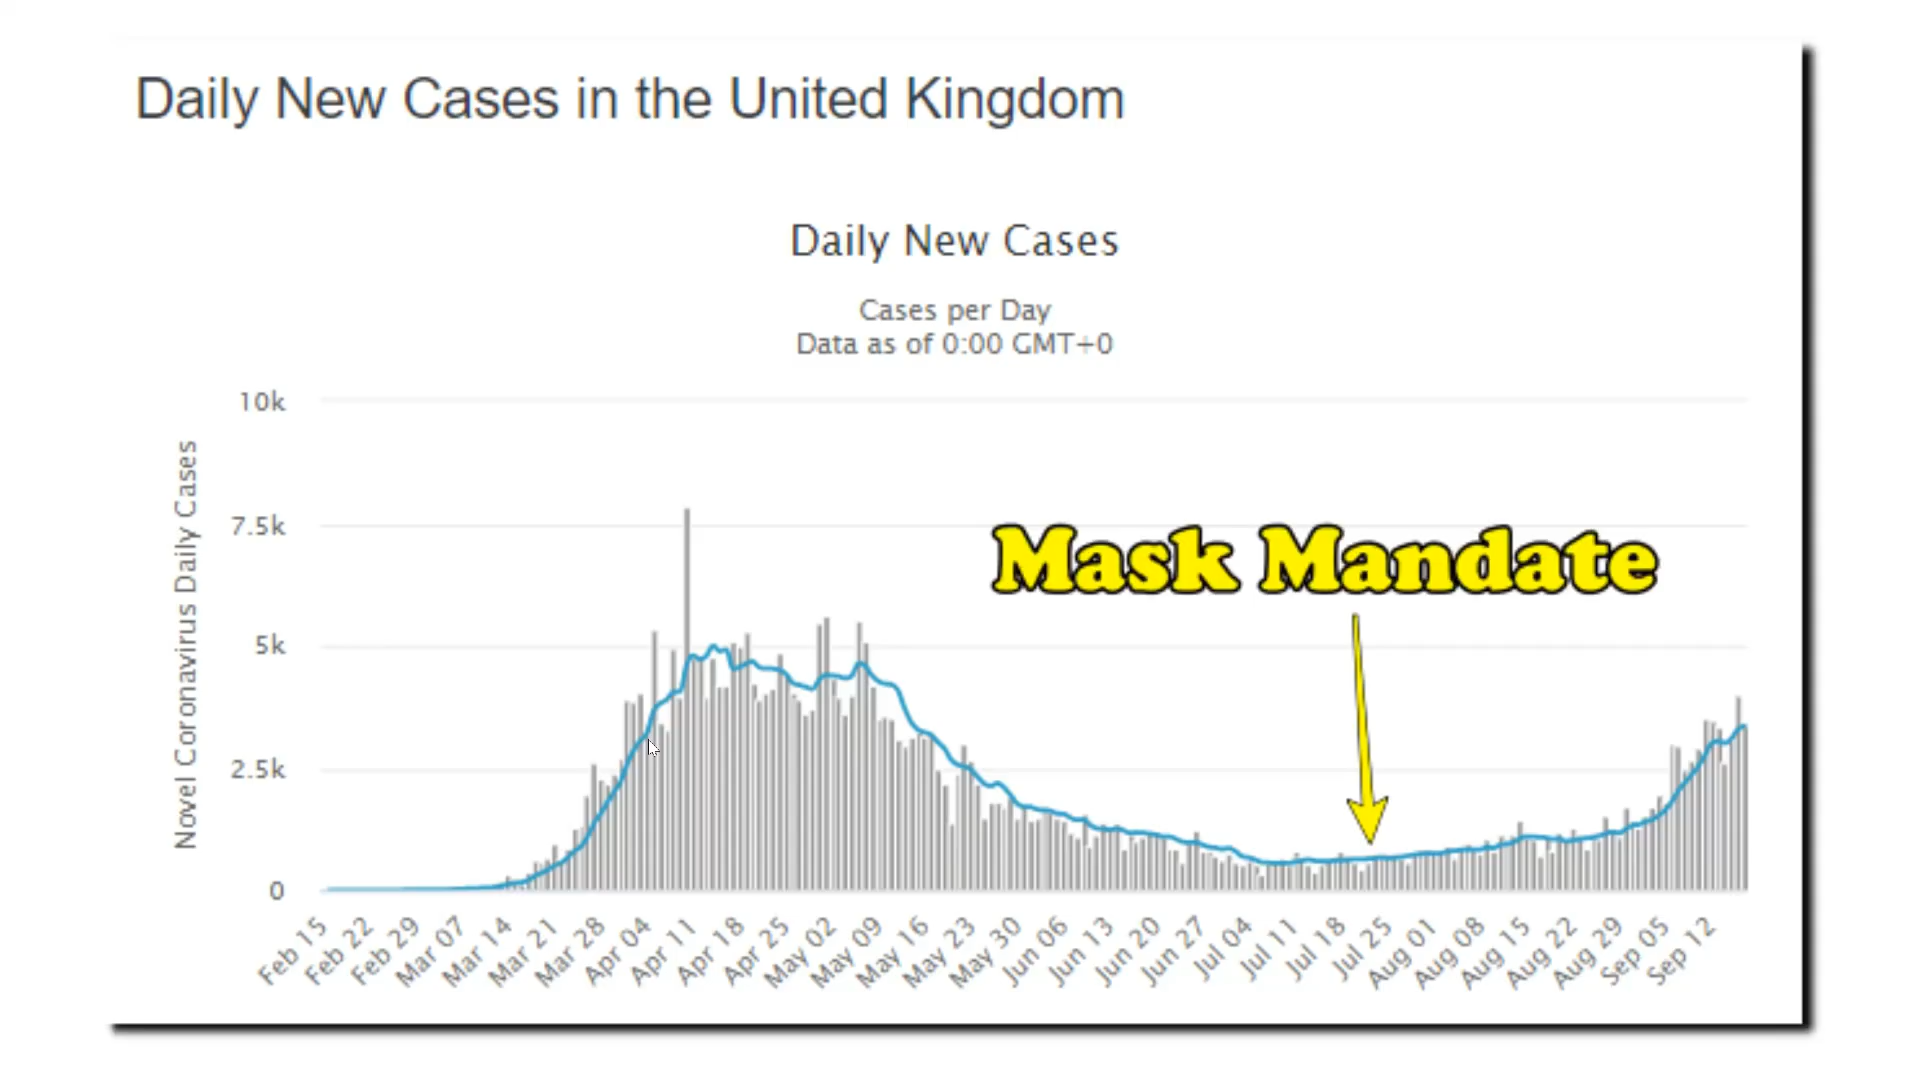 Daily New Cases in the United Kingdom
Daily New Cases
Cases per Day
Data as of 0:00 GMT+0
Novel Coronavirus Daily Cases
10k
7.5k
5k
2.5k
0
Mask Mandate
Feb 15
Feb 22
Feb 29
Mar 07
Mar 14
Mar 21
Mar 28
Apr 04
Apr 11
Apr 18
Apr 25
May 02
May 09
May 16
May 23
May 30
Jun 06
Jun 13
Jun 20
Jun 27
Jul 04
Jul 11
Jul 18
Jul 25
Aug 01
Aug 08
Aug 15
Aug 22
Aug 29
Sep 05
Sep 12